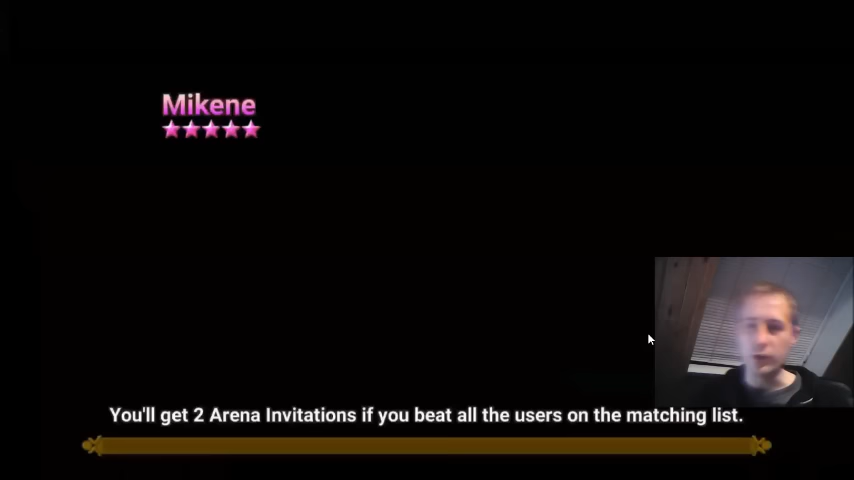 Mikene
You'll get 2 Arena Invitations if you beat all the users on the matching list.